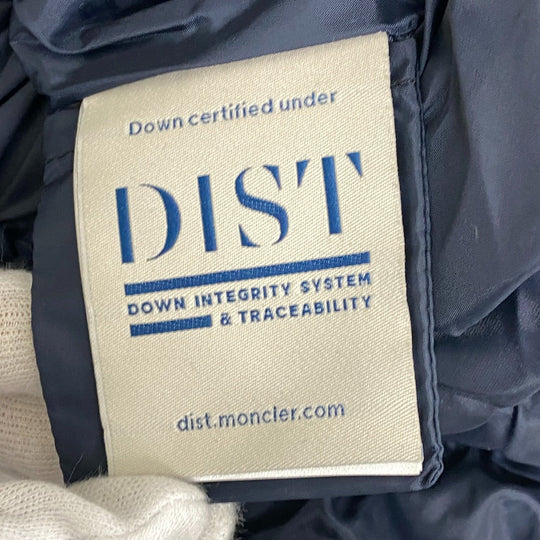 Down certified under
DIST
DOWN INTEGRITY SYSTEM
& TRACEABILITY
dist.moncler.com